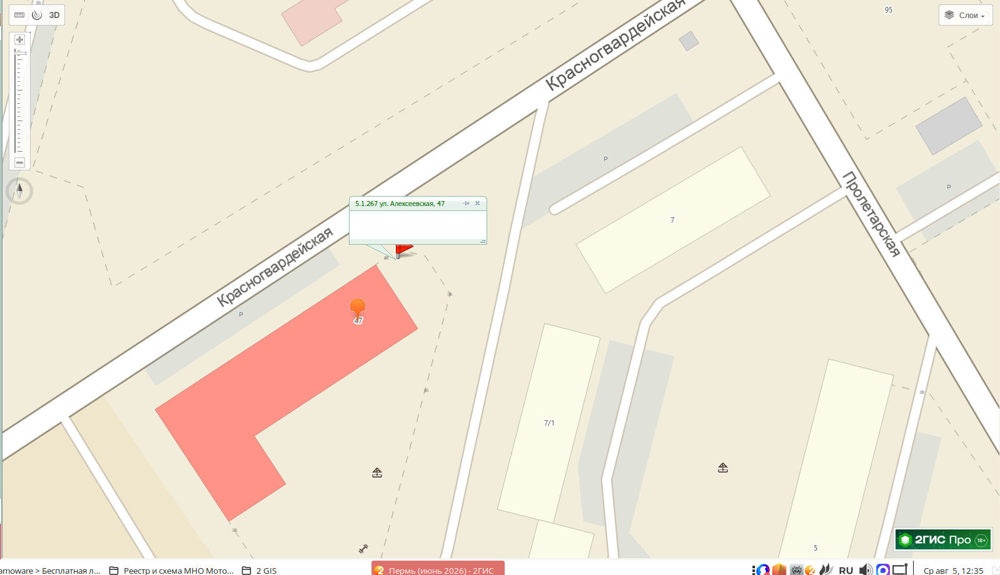 3D
95
Слои
Красногвардейская
P
P
5.1.267 ул. Алексеевская, 47
7
Пролетарская
Красногвардейская
P
47
7/1
5
2ГИС Про 18+
amoware > Бесплатная л...
Реестр и схема МНО Мото...
2 GIS
2 Пермь (июнь 2026) - 2ГИС
2
RU
Ср авг 5, 12:35